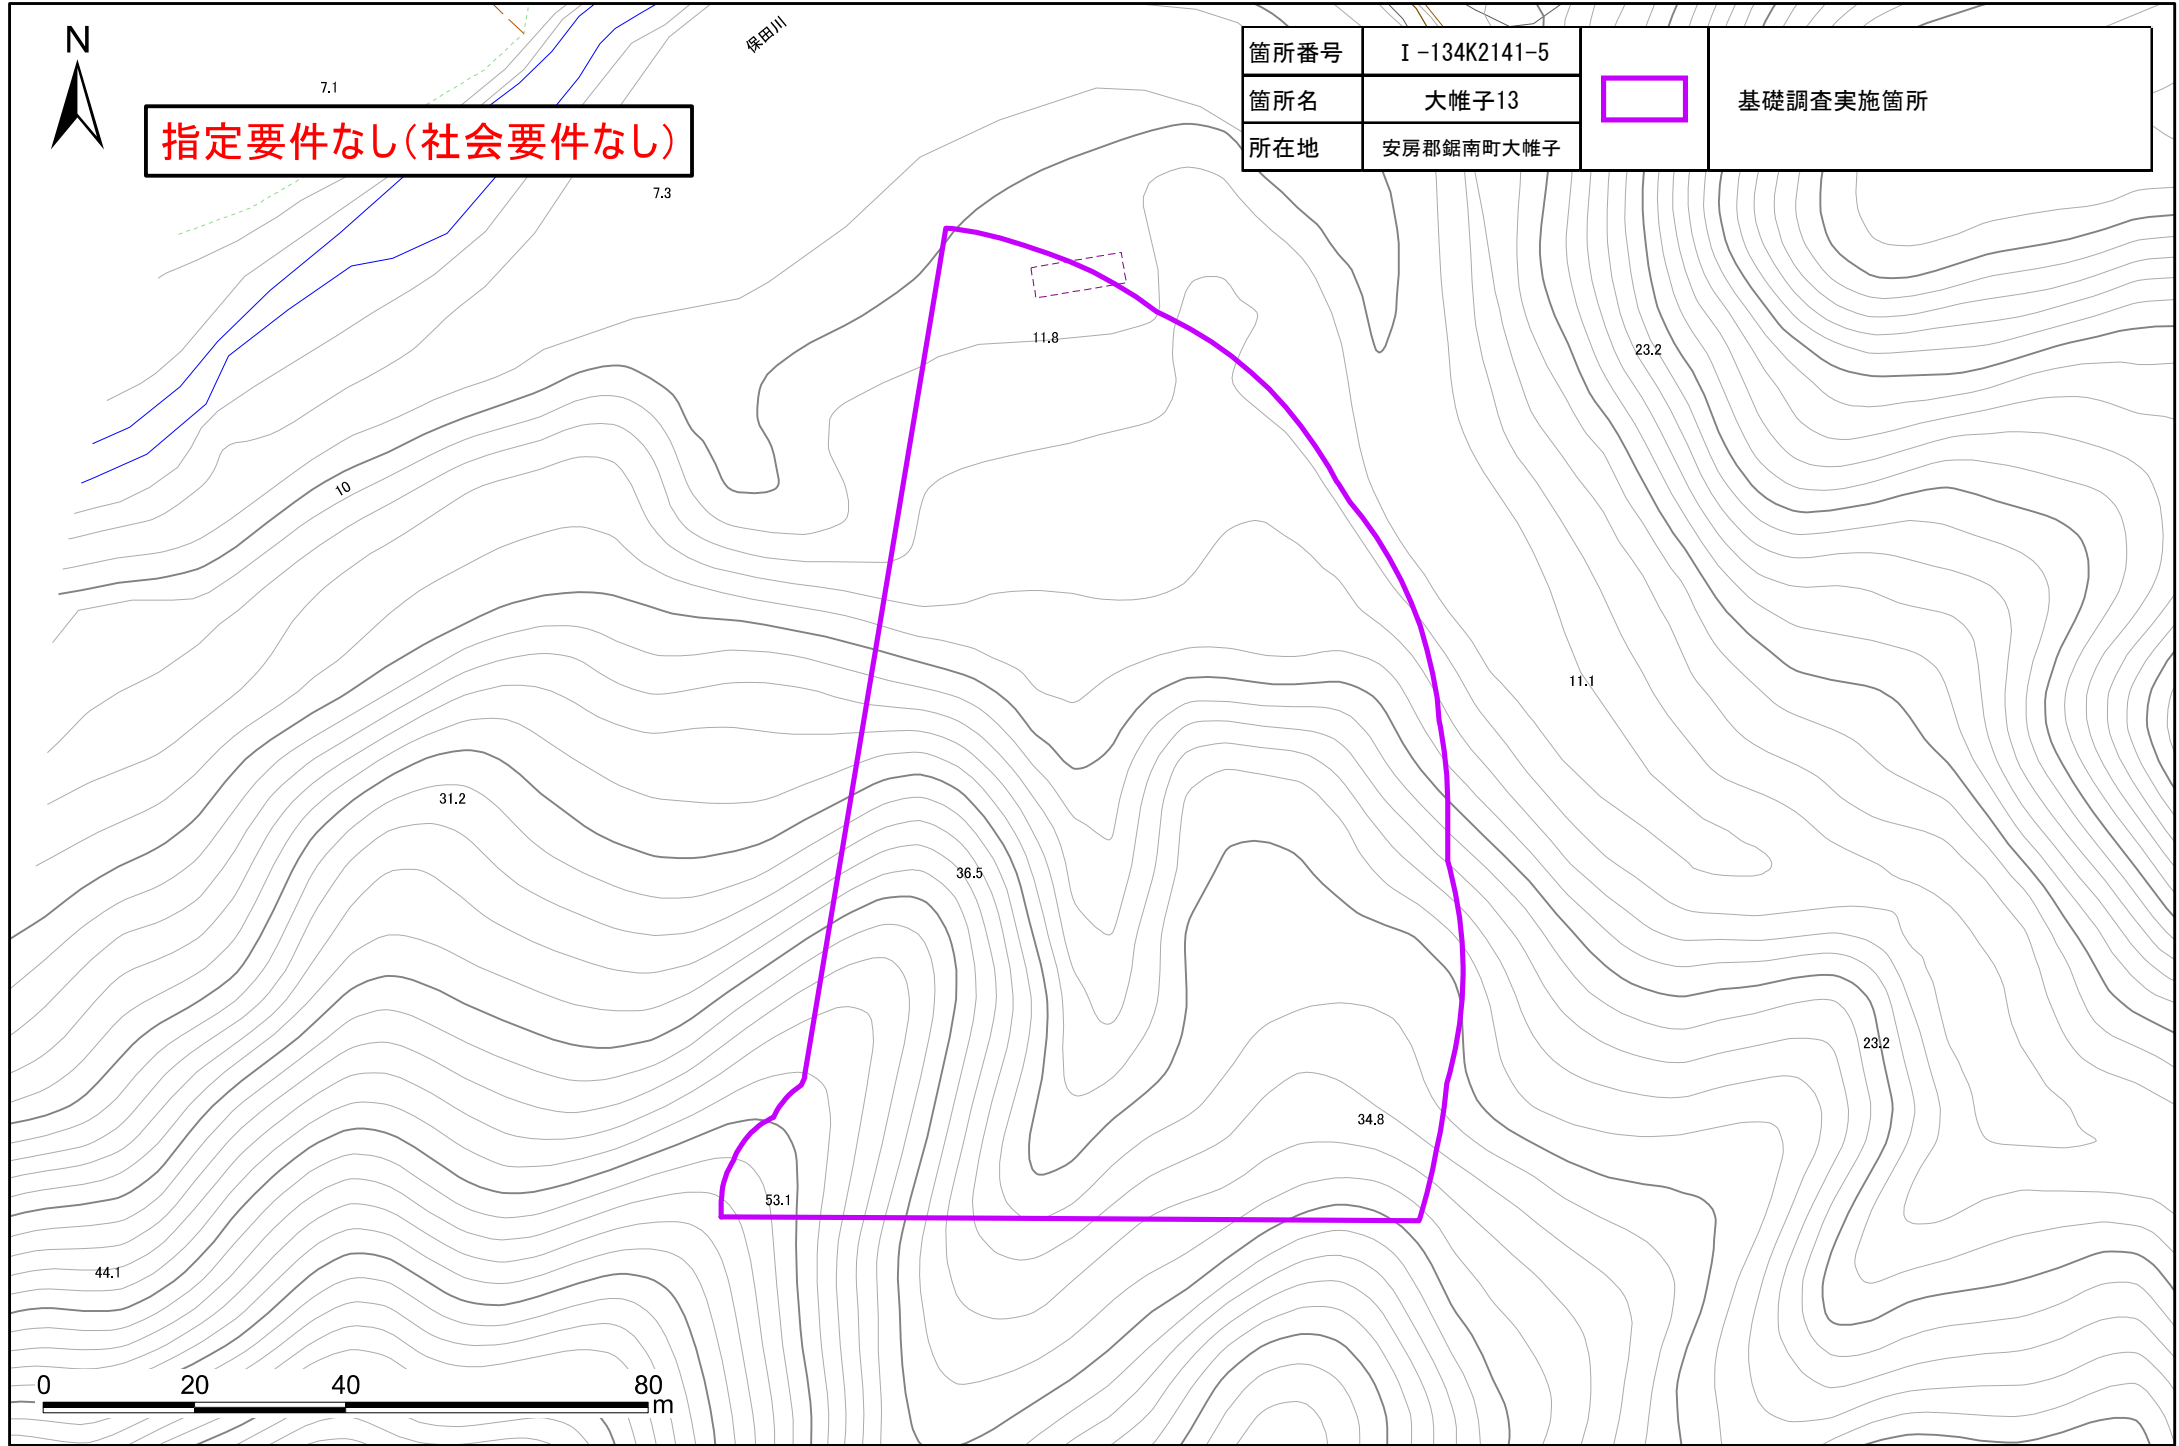 N
保田川
7.1
指定要件なし(社会要件なし)
7.3
箇所番号 Ⅰ-134K2141-5
箇所名 大帷子13
所在地 安房郡鋸南町大帷子
基礎調査実施箇所
11.8
23.2
10
11.1
31.2
36.5
23.2
34.8
53.1
44.1
0 20 40 80
m